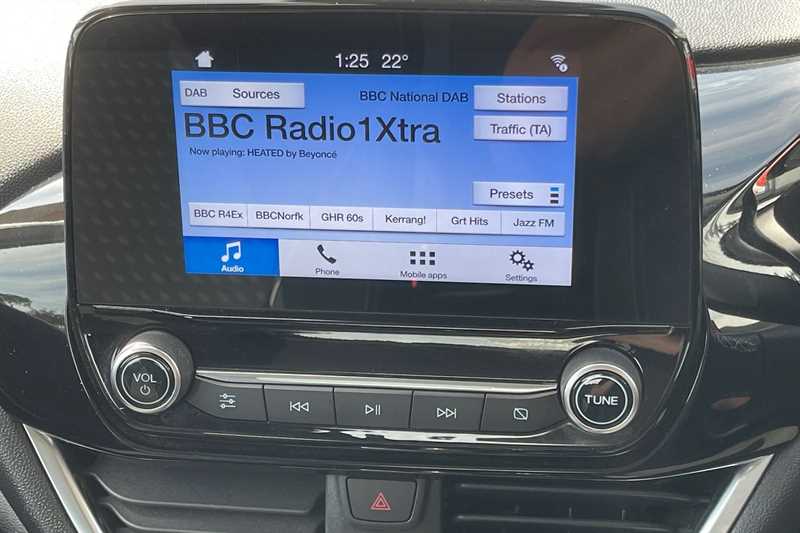 1:25 22°
DAB Sources
BBC National DAB
Stations
BBC Radio1Xtra
Traffic (TA)
Now playing: HEATED by Beyoncé
Presets
BBC R4Ex BBCNorfk GHR 60s Kerrang! Grt Hits Jazz FM
Audio Phone Mobile apps Settings
VOL
TUNE